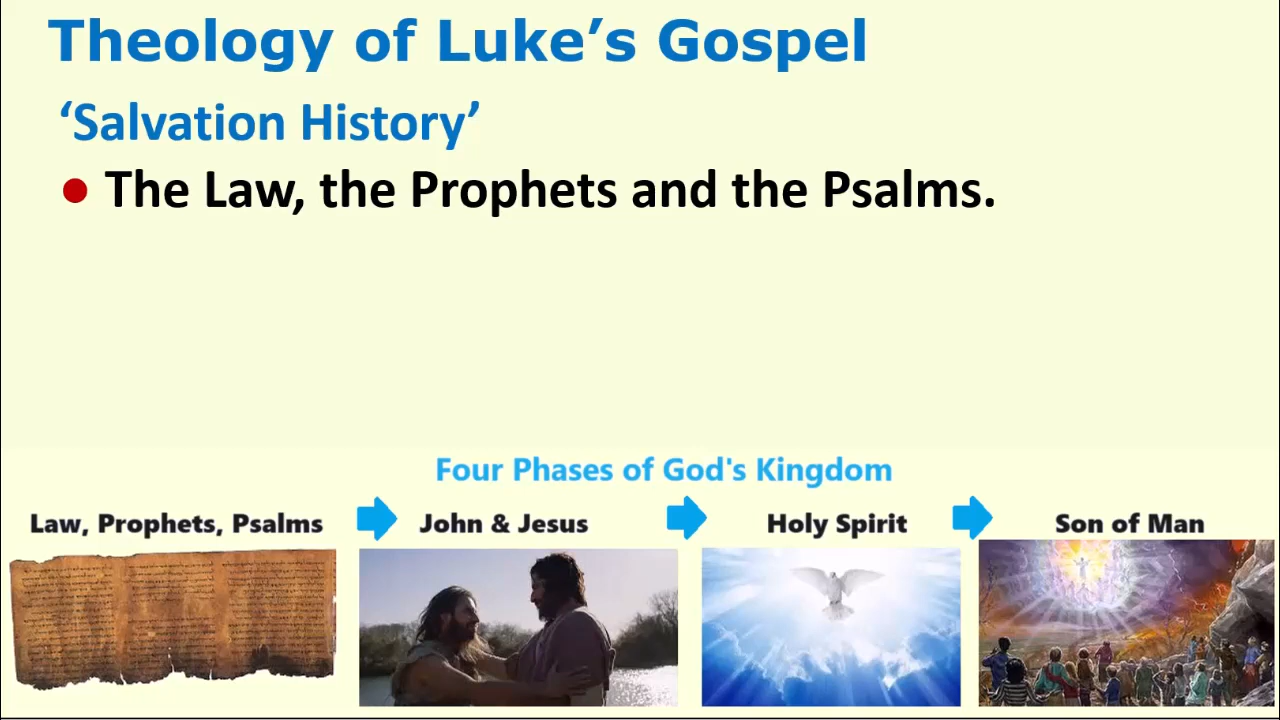 Theology of Luke’s Gospel
‘Salvation History’
● The Law, the Prophets and the Psalms.
Four Phases of God's Kingdom
Law, Prophets, Psalms
John & Jesus
Holy Spirit
Son of Man